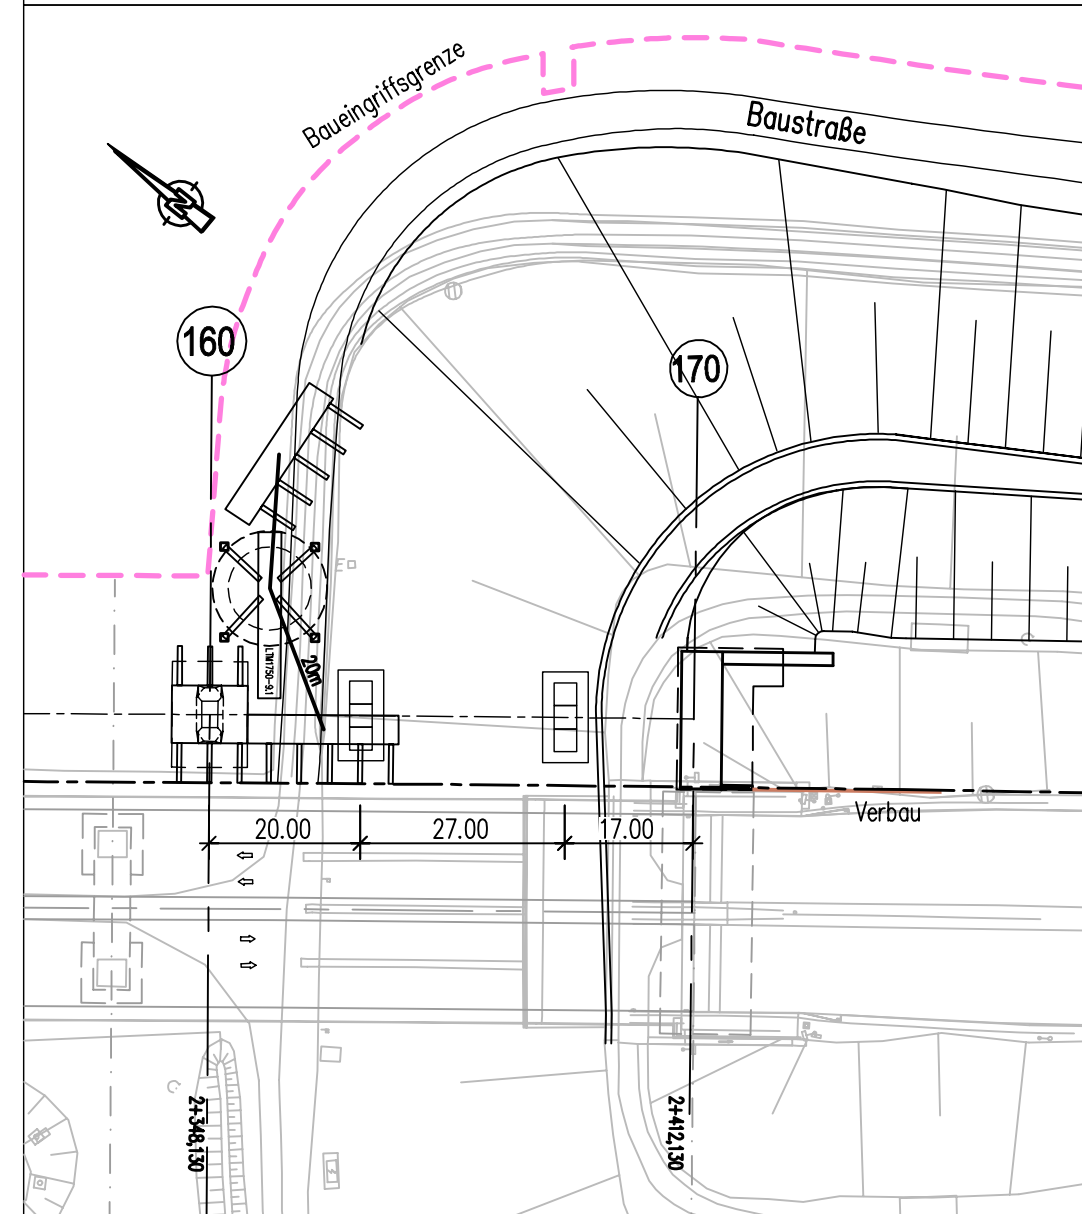 Baueingriffsgrenze
Baustraße
N
160
170
20m
LTM1750-9.1
Verbau
20.00
27.00
17.00
2+348,130
2+412,130